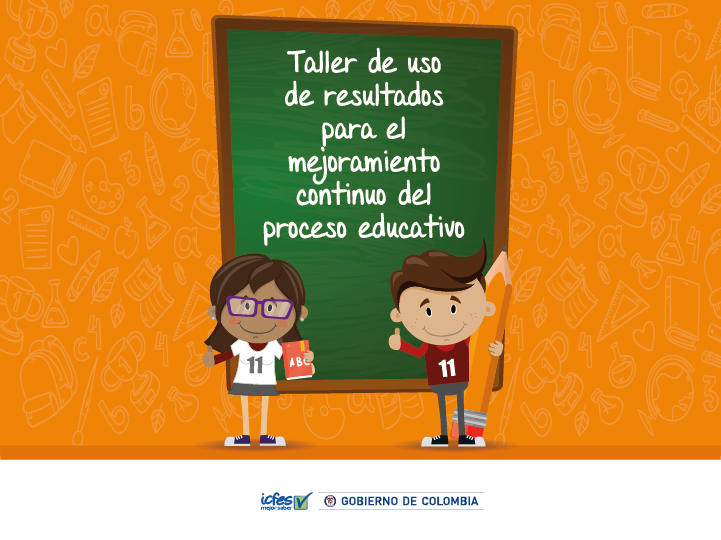 Taller de uso
de resultados
para el
mejoramiento
continuo del
proceso educativo
11
ABC
11
icfes
mejor saber
GOBIERNO DE COLOMBIA